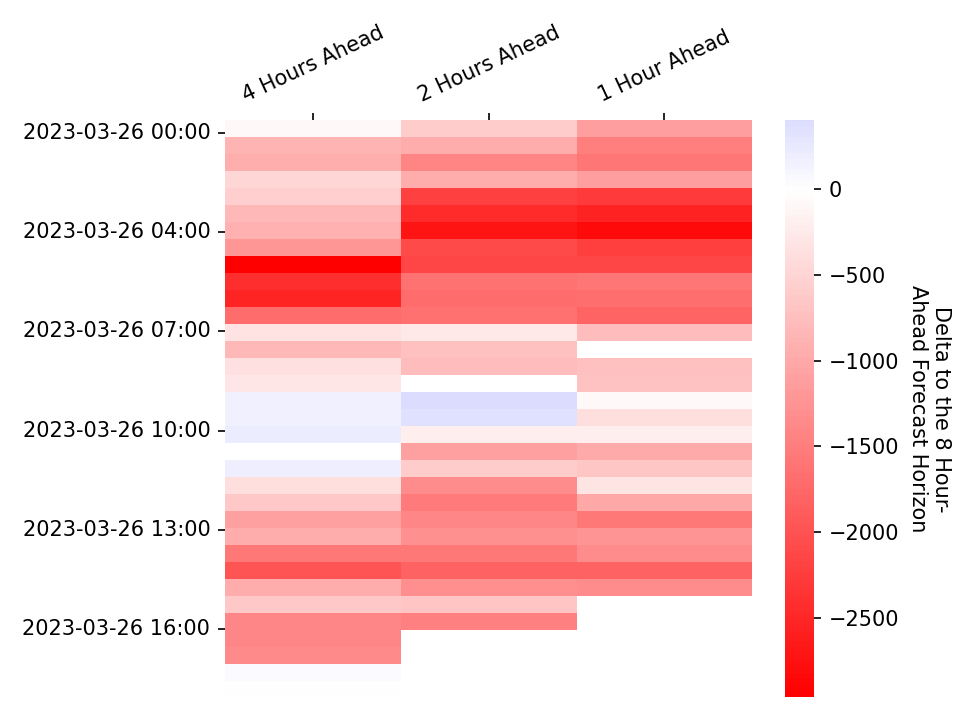 4 Hours Ahead
2 Hours Ahead
1 Hour Ahead
2023-03-26 00:00
2023-03-26 04:00
2023-03-26 07:00
2023-03-26 10:00
2023-03-26 13:00
2023-03-26 16:00
0
−500
−1000
−1500
−2000
−2500
Delta to the 8 Hour-
Ahead Forecast Horizon